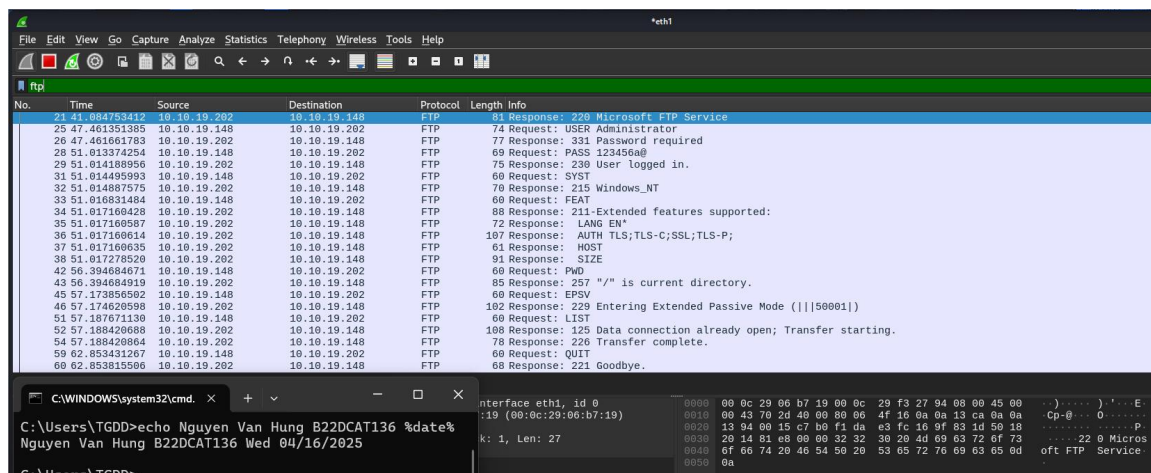 *eth1
File Edit View Go Capture Analyze Statistics Telephony Wireless Tools Help
ftp
No. Time Source Destination Protocol Length Info
21 41.084753412 10.10.19.202 10.10.19.148 FTP 81 Response: 220 Microsoft FTP Service
25 47.461351385 10.10.19.148 10.10.19.202 FTP 74 Request: USER Administrator
26 47.461661783 10.10.19.202 10.10.19.148 FTP 77 Response: 331 Password required
28 51.013374254 10.10.19.148 10.10.19.202 FTP 69 Request: PASS 123456a@
29 51.014188956 10.10.19.202 10.10.19.148 FTP 75 Response: 230 User logged in.
31 51.014495993 10.10.19.148 10.10.19.202 FTP 60 Request: SYST
32 51.014887575 10.10.19.202 10.10.19.148 FTP 70 Response: 215 Windows_NT
33 51.016831484 10.10.19.148 10.10.19.202 FTP 60 Request: FEAT
34 51.017160428 10.10.19.202 10.10.19.148 FTP 88 Response: 211-Extended features supported:
35 51.017160587 10.10.19.202 10.10.19.148 FTP 72 Response: LANG EN*
36 51.017160614 10.10.19.202 10.10.19.148 FTP 107 Response: AUTH TLS;TLS-C;SSL;TLS-P;
37 51.017160635 10.10.19.202 10.10.19.148 FTP 61 Response: HOST
38 51.017278520 10.10.19.202 10.10.19.148 FTP 91 Response: SIZE
42 56.394684671 10.10.19.148 10.10.19.202 FTP 60 Request: PWD
43 56.394684919 10.10.19.202 10.10.19.148 FTP 85 Response: 257 "/" is current directory.
45 57.173856502 10.10.19.148 10.10.19.202 FTP 60 Request: EPSV
46 57.174620598 10.10.19.202 10.10.19.148 FTP 102 Response: 229 Entering Extended Passive Mode (|||50001|)
51 57.187671130 10.10.19.148 10.10.19.202 FTP 60 Request: LIST
52 57.188420688 10.10.19.202 10.10.19.148 FTP 108 Response: 125 Data connection already open; Transfer starting.
54 57.188420864 10.10.19.202 10.10.19.148 FTP 78 Response: 226 Transfer complete.
59 62.853431267 10.10.19.148 10.10.19.202 FTP 60 Request: QUIT
60 62.853815506 10.10.19.202 10.10.19.148 FTP 68 Response: 221 Goodbye.
C:\WINDOWS\system32\cmd.
C:\Users\TGDD>echo Nguyen Van Hung B22DCAT136 %date%
Nguyen Van Hung B22DCAT136 Wed 04/16/2025
nterface eth1, id 0
:19 (00:0c:29:06:b7:19)
k: 1, Len: 27
0000 00 0c 29 06 b7 19 00 0c 29 f3 27 94 08 00 45 00 ··)····· )·'···E·
0010 00 43 70 2d 40 00 80 06 4f 16 0a 0a 13 ca 0a 0a ·Cp-@··· O·······
0020 13 94 00 15 c7 b0 f1 da e3 fc 16 9f 83 1d 50 18 ········ ······P·
0030 20 14 81 e8 00 00 32 32 30 20 4d 69 63 72 6f 73 ·····22 0 Micros
0040 6f 66 74 20 46 54 50 20 53 65 72 76 69 63 65 0d oft FTP Service·
0050 0a